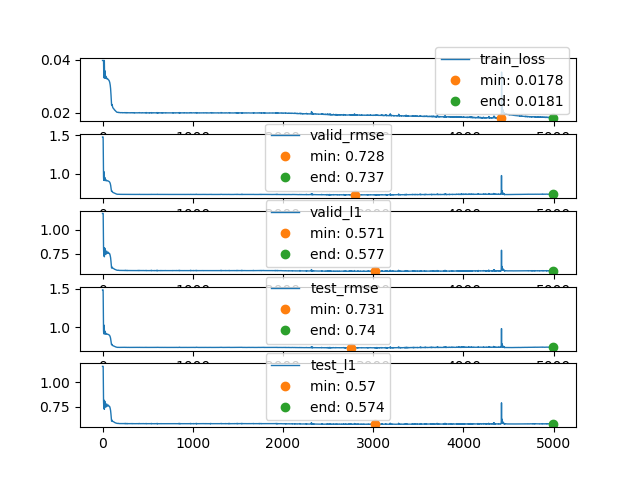 0.04
0.02
train_loss
min: 0.0178
end: 0.0181
1.5
1.0
valid_rmse
min: 0.728
end: 0.737
1.00
0.75
valid_l1
min: 0.571
end: 0.577
1.5
1.0
test_rmse
min: 0.731
end: 0.74
1.00
0.75
test_l1
min: 0.57
end: 0.574
0 1000 2000 3000 4000 5000